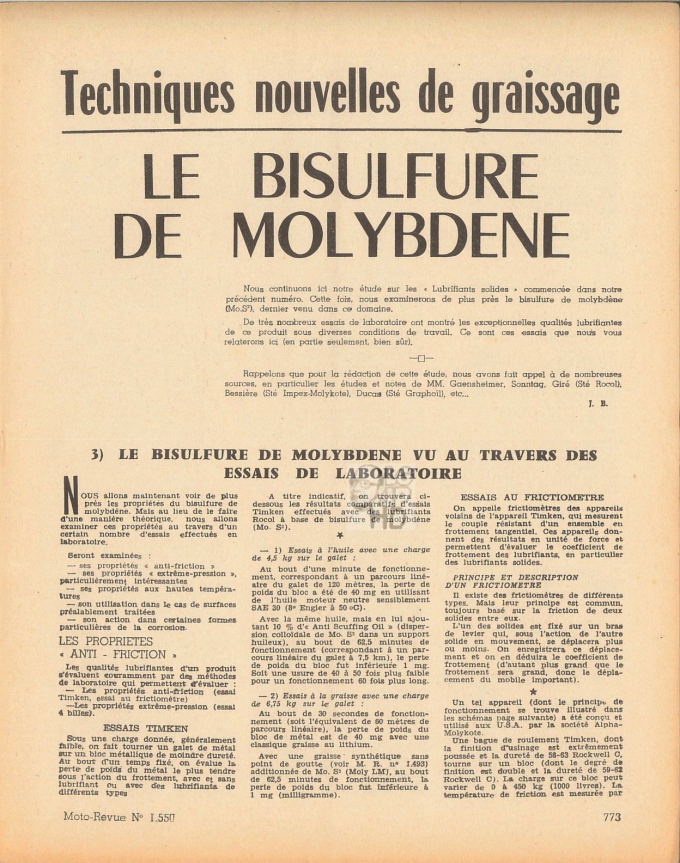 Techniques nouvelles de graissage
LE BISULFURE
DE MOLYBDENE
Nous continuons ici notre étude sur les « Lubrifiants solides » commencée dans notre
précédent numéro. Cette fois, nous examinerons de plus près le bisulfure de molybdène
(Mo.S²), dernier venu dans ce domaine.
De très nombreux essais de laboratoire ont montré les exceptionnelles qualités lubrifiantes
de ce produit sous diverses conditions de travail. Ce sont ces essais que nous vous
relaterons ici (en partie seulement, bien sûr).
Rappelons que pour la rédaction de cette étude, nous avons fait appel à de nombreuses
sources, en particulier les études et notes de MM. Gaensheimer, Sonntag, Giré (Sté Rocol),
Bessière (Sté Impex-Molykote), Ducas (Sté Graphoil), etc...
J. B.
3) LE BISULFURE DE MOLYBDENE VU AU TRAVERS DES
ESSAIS DE LABORATOIRE
NOUS allons maintenant voir de plus
près les propriétés du bisulfure de
molybdène. Mais au lieu de le faire
d'une manière théorique, nous allons
examiner ces propriétés au travers d'un
certain nombre d'essais effectués en
laboratoire.
Seront examinées :
— ses propriétés « anti-friction »
— ses propriétés « extrême-pression »,
particulièrement intéressantes
— ses propriétés aux hautes tempéra-
tures
— son utilisation dans le cas de surfaces
préalablement traitées
— son action dans certaines formes
particulières de la corrosion.
LES PROPRIETES
« ANTI - FRICTION »
Les qualités lubrifiantes d'un produit
s'évaluent couramment par des méthodes
de laboratoire qui permettent d'évaluer :
— Les propriétés anti-friction (essai
Timken, essai au frictiomètre)
—Les propriétés extrême-pression (essai
4 billes).
ESSAIS TIMKEN
Sous une charge donnée, généralement
faible, on fait tourner un galet de métal
sur un bloc métallique de moindre dureté.
Au bout d'un temps fixé, on évalue la
perte de poids du métal le plus tendre
sous l'action du frottement, avec et sans
lubrifiant ou avec des lubrifiants de
différents types
A titre indicatif, trouvera ci-
dessous les résultats comparatifs d'essais
Timken effectués avec lubrifiants
Rocol à base de bisulfure de molybdène
(Mo. S²).
— 1) Essais à l'huile avec une charge
de 4,5 kg sur le galet :
Au bout d'une minute de fonctionne-
ment, correspondant à un parcours liné-
aire du galet de 120 mètres, la perte de
poids du bloc a été de 40 mg en utilisant
de l'huile moteur neutre sensiblement
SAE 20 (8° Engler à 50 °C).
Avec la même huile, mais en lui ajou-
tant 10 % d'« Anti Scuffing Oil » (disper-
sion colloïdale de Mo. S² dans un support
huileux), au bout de 62,5 minutes de
fonctionnement (correspondant à un par-
cours linéaire du galet à 7,5 km), la perte
de poids du bloc fut inférieure 1 mg.
Soit une usure de 40 à 50 fois plus faible
pour un fonctionnement 60 fois plus long.
— 2) Essais à la graisse avec une charge
de 6,75 kg sur le galet :
Au bout de 30 secondes de fonction-
nement (soit l'équivalent de 60 mètres de
parcours linéaire), la perte de poids du
bloc de métal est de 40 mg avec une
classique graisse au lithium.
Avec une graisse synthétique sans
point de goutte (voir M. R. n° 1.493)
additionnée de Mo. S² (Moly LM), au bout
de 62,5 minutes de fonctionnement, la
perte de poids du bloc fut inférieure à
1 mg (milligramme).
ESSAIS AU FRICTIOMETRE
On appelle frictiomètres des appareils
voisins de l'appareil Timken, qui mesurent
le couple résistant d'un ensemble en
frottement tangentiel. Ces appareils don-
nent des résultats en unité de force et
permettent d'évaluer le coefficient de
frottement des lubrifiants, en particulier
des lubrifiants solides.
PRINCIPE ET DESCRIPTION
D'UN FRICTIOMETRE
Il existe des frictiomètres de différents
types. Mais leur principe est commun,
toujours basé sur la friction de deux
solides entre eux.
L'un des solides est fixé sur un bras
de levier qui, sous l'action de l'autre
solide en mouvement, se déplacera plus
ou moins. On enregistrera ce déplace-
ment et on en déduira le coefficient de
frottement (d'autant plus grand que le
frottement sera grand, donc le dépla-
cement du mobile important).
Un tel appareil (dont le principe de
fonctionnement se trouve illustré dans
les schémas page suivante) a été conçu et
utilisé aux U.S.A. par la société Alpha-
Molykote.
Une bague de roulement Timken, dont
la finition d'usinage est extrêmement
poussée et la dureté de 58-63 Rockwell C,
tourne sur un bloc (dont le degré de
finition est double et la dureté de 59-62
Rockwell C). La charge sur ce bloc peut
varier de 0 à 450 kg (1000 livres). La
température de friction est mesurée par
Moto-Revue N° 1.550
773